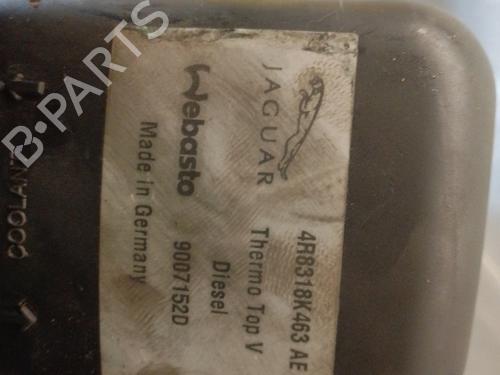 B-PARTS
JAGUAR
4R8318K463 AE
Thermo Top V
Diesel
Webasto
9007152D
Made in Germany
COOLANT